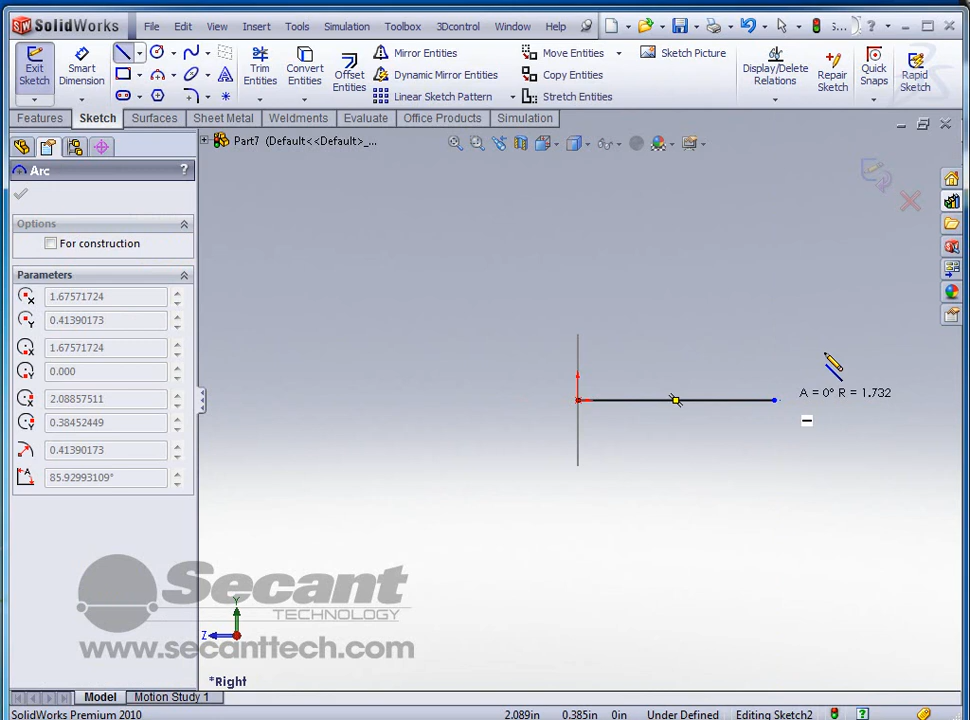 SolidWorks File Edit View Insert Tools Simulation Toolbox 3Dcontrol Window Help s... ?
Exit Sketch
Smart Dimension
Trim Entities
Convert Entities
Offset Entities
Mirror Entities
Dynamic Mirror Entities
Linear Sketch Pattern
Move Entities
Copy Entities
Stretch Entities
Sketch Picture
Display/Delete Relations
Repair Sketch
Quick Snaps
Rapid Sketch
Features Sketch Surfaces Sheet Metal Weldments Evaluate Office Products Simulation
Part7 (Default<<Default>_...
Arc ?
Options
For construction
Parameters
X 1.67571724
Y 0.41390173
X 1.67571724
Y 0.000
X 2.08857511
Y 0.38452449
0.41390173
85.92993109°
A = 0° R = 1.732
Secant
TECHNOLOGY
www.secanttech.com
Y
Z
*Right
Model Motion Study 1
SolidWorks Premium 2010 2.089in 0.385in 0in Under Defined Editing Sketch2 ?